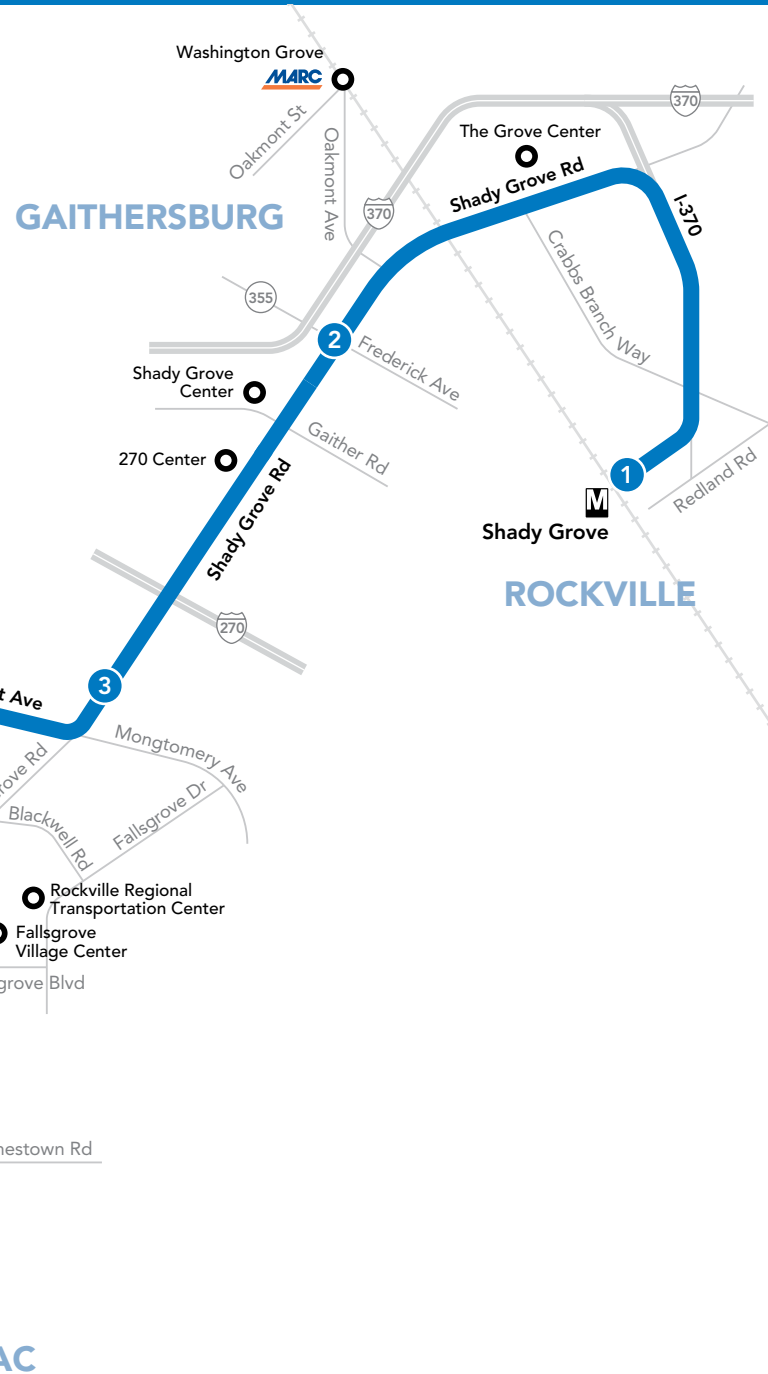 Washington Grove
MARC
370
The Grove Center
Oakmont St
Oakmont Ave
Shady Grove Rd
I-370
GAITHERSBURG
370
Crabbs Branch Way
355
2
Frederick Ave
Shady Grove
Center
Gaither Rd
270 Center
Shady Grove Rd
1
Redland Rd
M
Shady Grove
ROCKVILLE
270
3
t Ave
Mongtomery Ave
rove Rd
Fallsgrove Dr
Blackwell Rd
Rockville Regional
Transportation Center
Fallsgrove
Village Center
grove Blvd
nestown Rd
AC